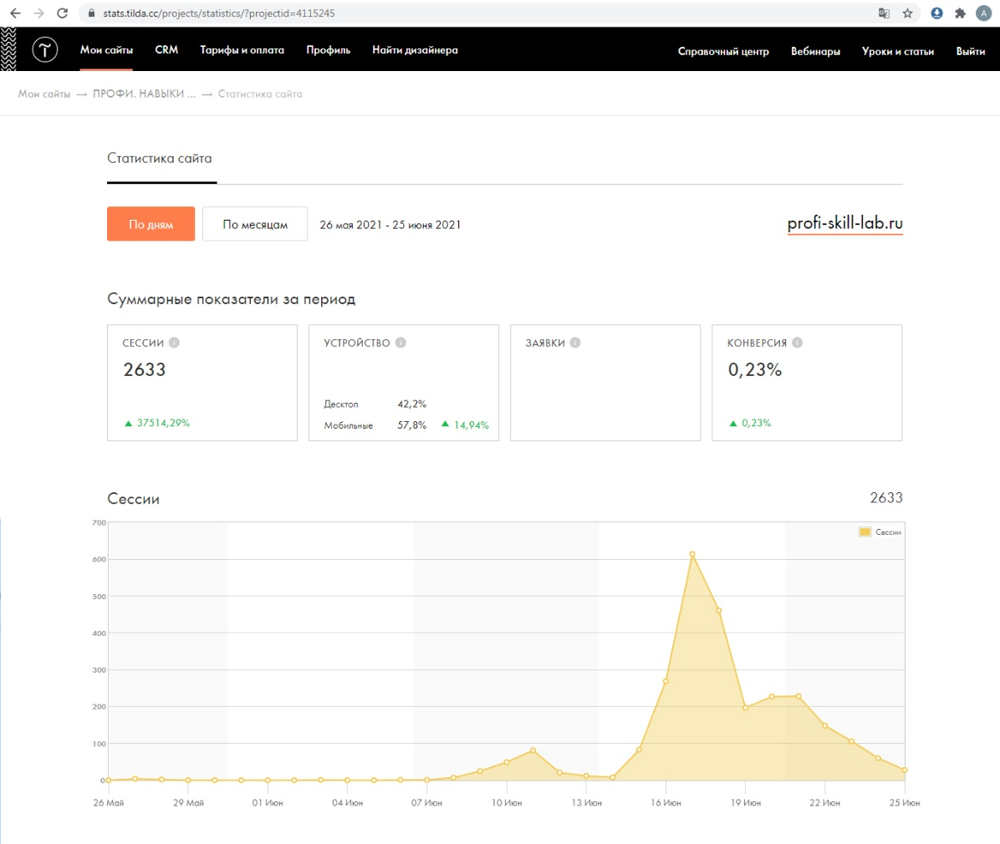 stats.tilda.cc/projects/statistics/?projectid=4115245
A
Мои сайты CRM Тарифы и оплата Профиль Найти дизайнера Справочный центр Вебинары Уроки и статьи Выйти
Мои сайты → ПРОФИ. НАВЫКИ ... → Статистика сайта
Статистика сайта
По дням По месяцам 26 мая 2021 - 25 июня 2021 profi-skill-lab.ru
Суммарные показатели за период
СЕССИИ
2633
▲ 37514,29%
УСТРОЙСТВО
Десктоп 42,2%
Мобильные 57,8% ▲ 14,94%
ЗАЯВКИ
КОНВЕРСИЯ
0,23%
▲ 0,23%
Сессии 2633
Сессии
700
600
500
400
300
200
100
0
26 Май 29 Май 01 Июн 04 Июн 07 Июн 10 Июн 13 Июн 16 Июн 19 Июн 22 Июн 25 Июн